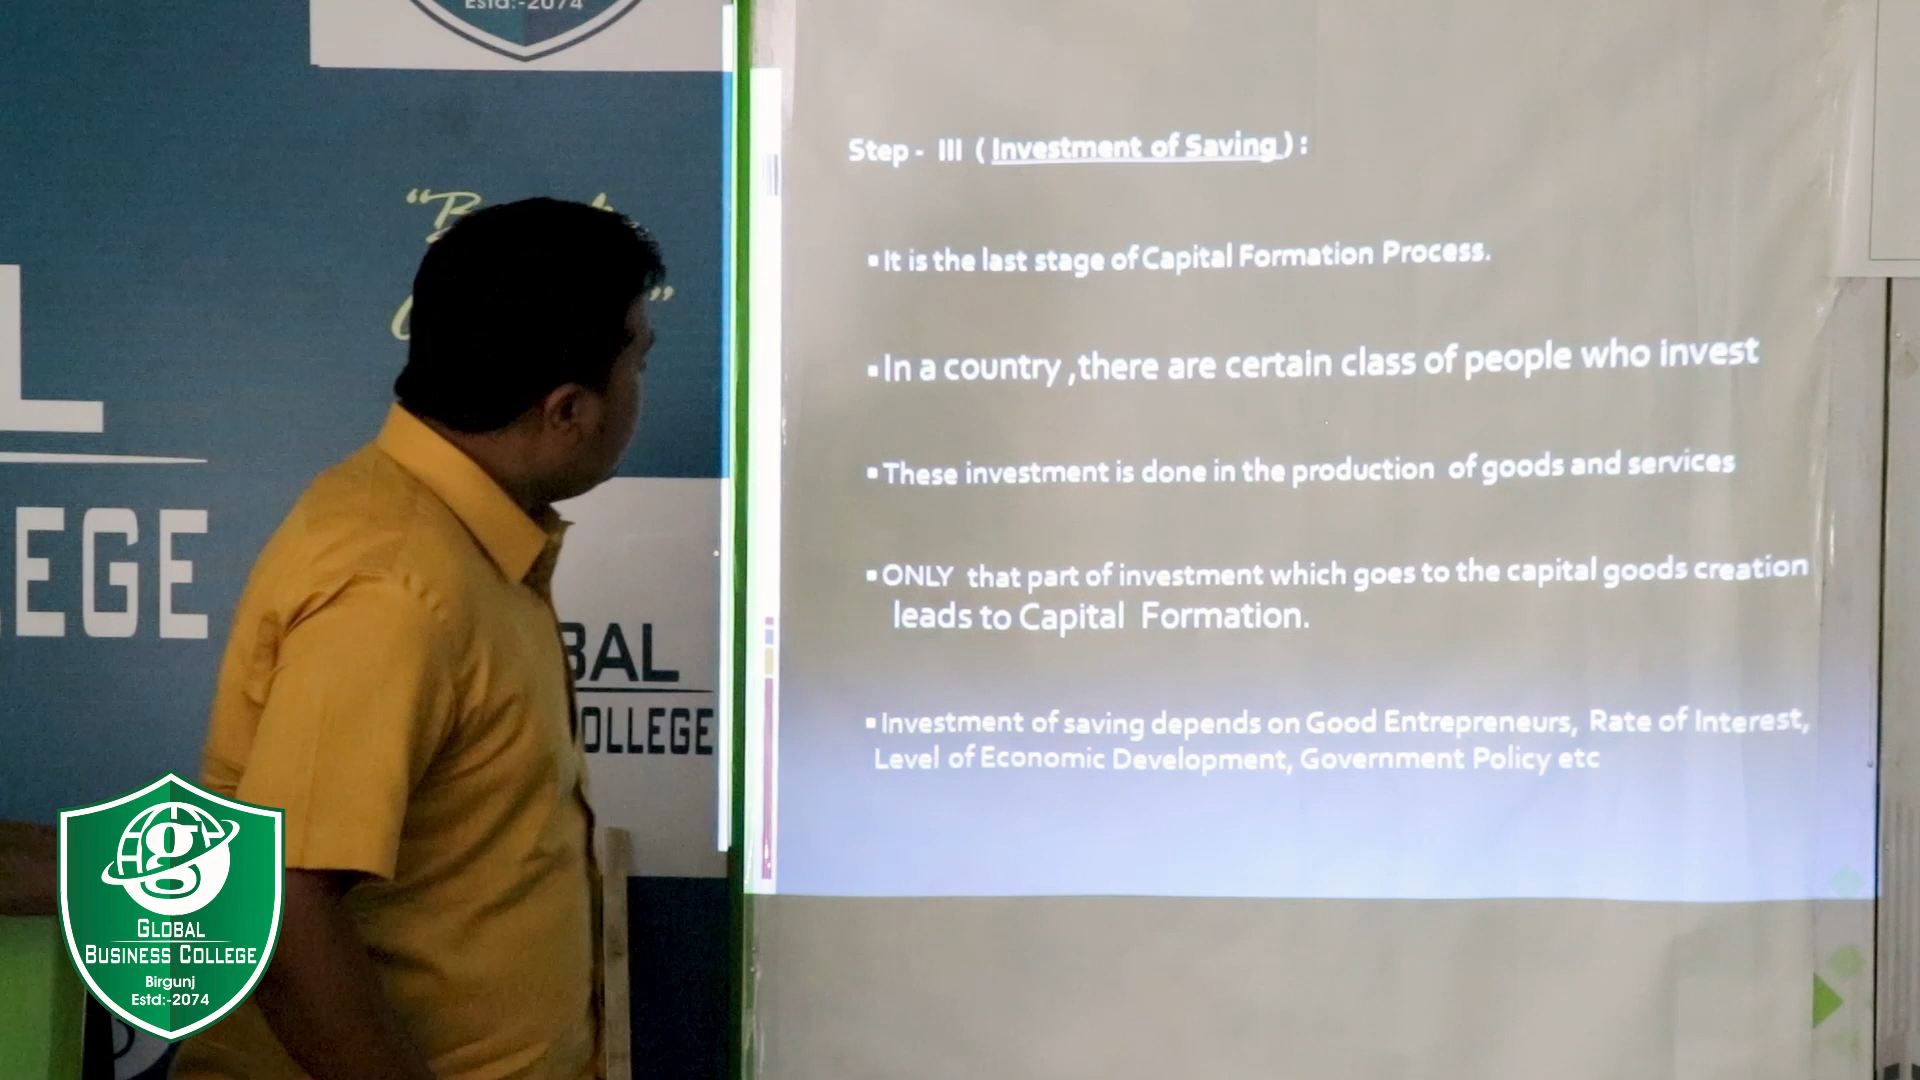 Estd:-2074
Step - III ( Investment of Saving ) :
▪ It is the last stage of Capital Formation Process.
▪ In a country ,there are certain class of people who invest
▪ These investment is done in the production of goods and services
▪ ONLY that part of investment which goes to the capital goods creation
leads to Capital Formation.
▪ Investment of saving depends on Good Entrepreneurs, Rate of Interest,
Level of Economic Development, Government Policy etc
L
EGE
BAL
OLLEGE
g
GLOBAL
BUSINESS COLLEGE
Birgunj
Estd:-2074